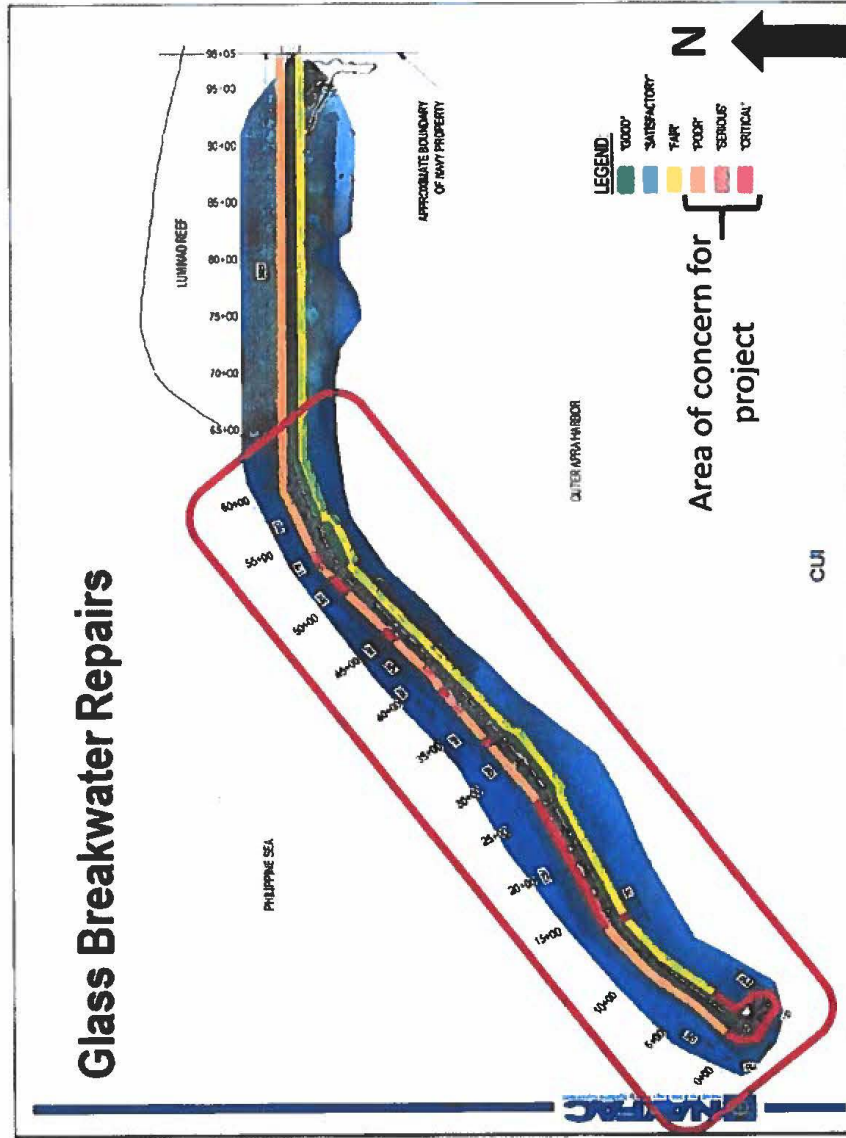 Glass Breakwater Repairs
PHILIPPINE SEA
LUMINAO REEF
98+05
95+00
90+00
85+00
80+00
75+00
70+00
65+00
60+00
55+00
50+00
45+00
40+00
35+00
30+00
25+00
20+00
15+00
10+00
5+00
0+00
APPROXIMATE BOUNDARY
OF NAVY PROPERTY
OUTER APRA HARBOR
N
LEGEND:
"GOOD"
"SATISFACTORY"
"FAIR"
"POOR"
"SERIOUS"
"CRITICAL"
Area of concern for
project
CUI
NAVFAC